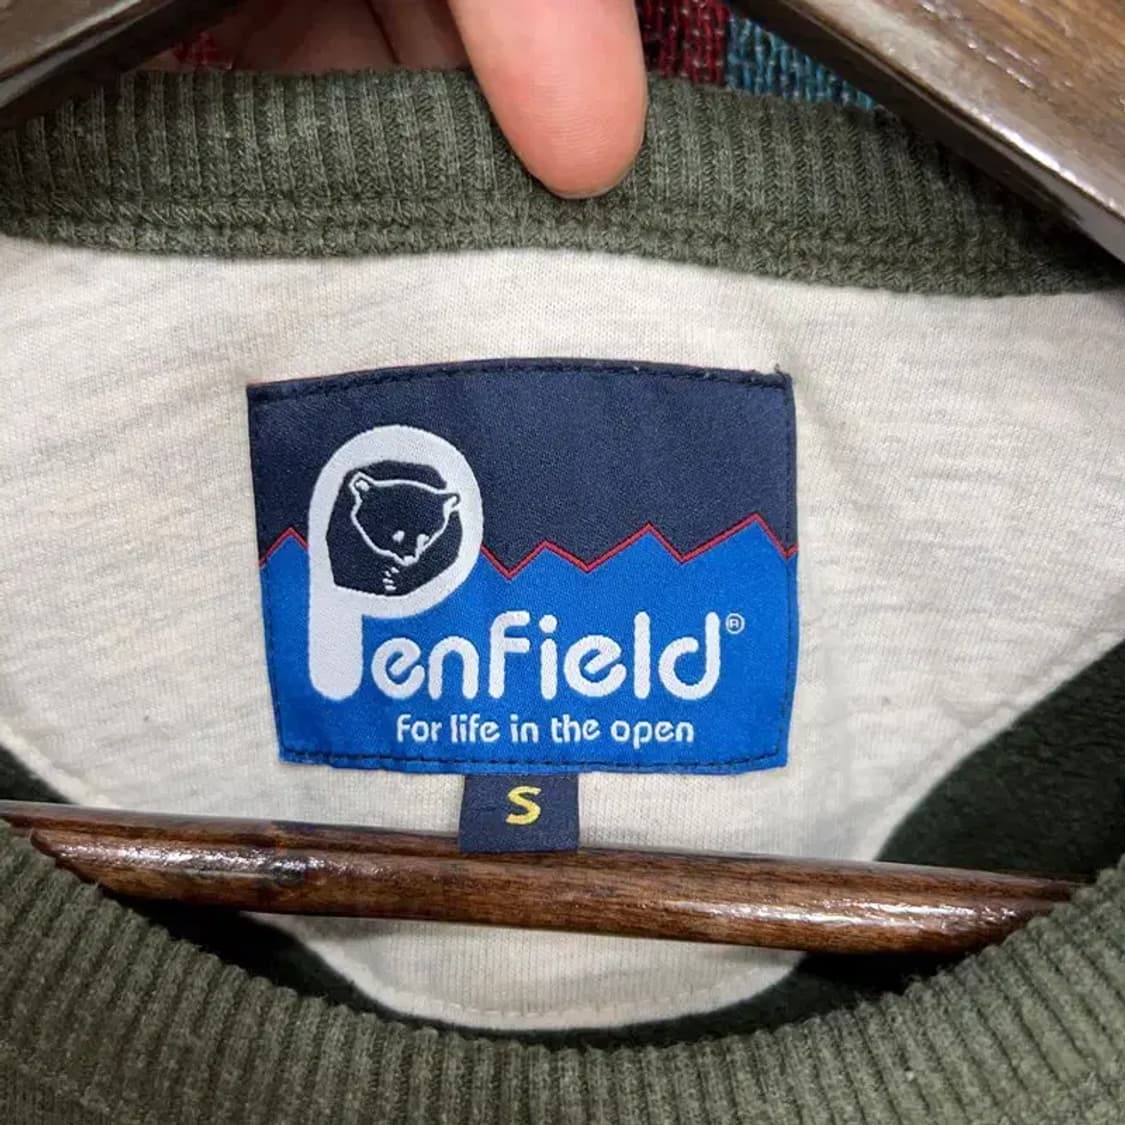 Penfield®
For life in the open
S